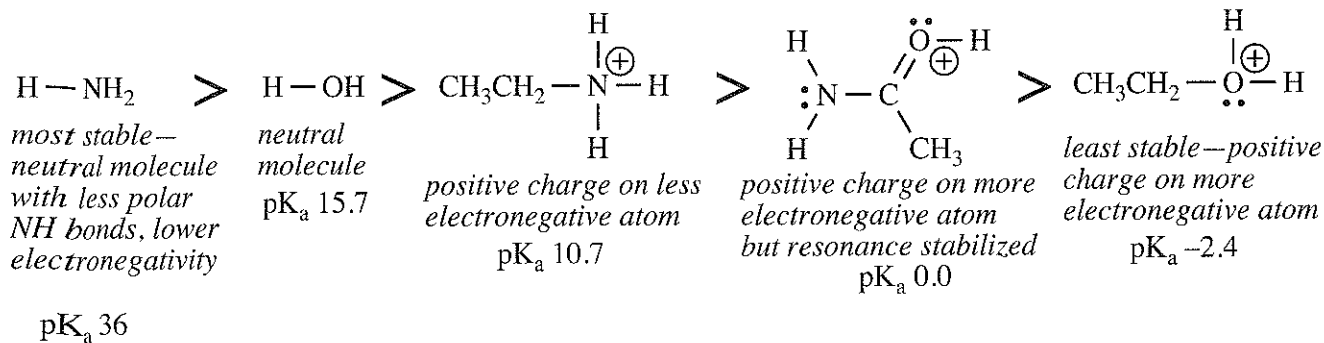 H—NH₂ > H—OH > CH₃CH₂—N⊕—H > H :N—C O—H ⊕ > CH₃CH₂—O⊕—H
H H H H
H H CH₃
most stable—
neutral molecule
with less polar
NH bonds, lower
electronegativity
pKₐ 36
neutral
molecule
pKₐ 15.7
positive charge on less
electronegative atom
pKₐ 10.7
positive charge on more
electronegative atom
but resonance stabilized
pKₐ 0.0
least stable—positive
charge on more
electronegative atom
pKₐ –2.4